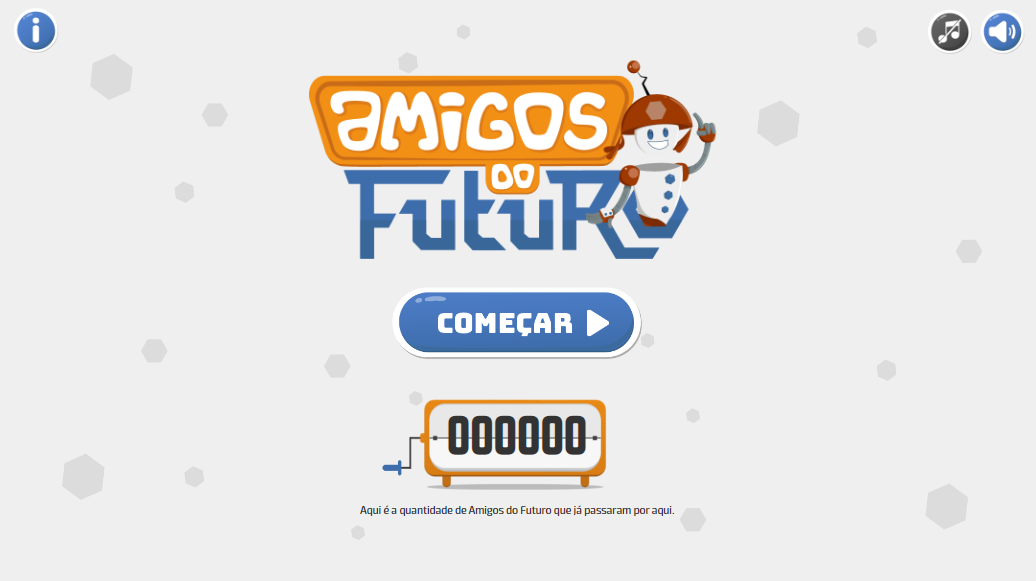 AMIGOS
DO
FUTURO
COMEÇAR
000000
Aqui é a quantidade de Amigos do Futuro que já passaram por aqui.